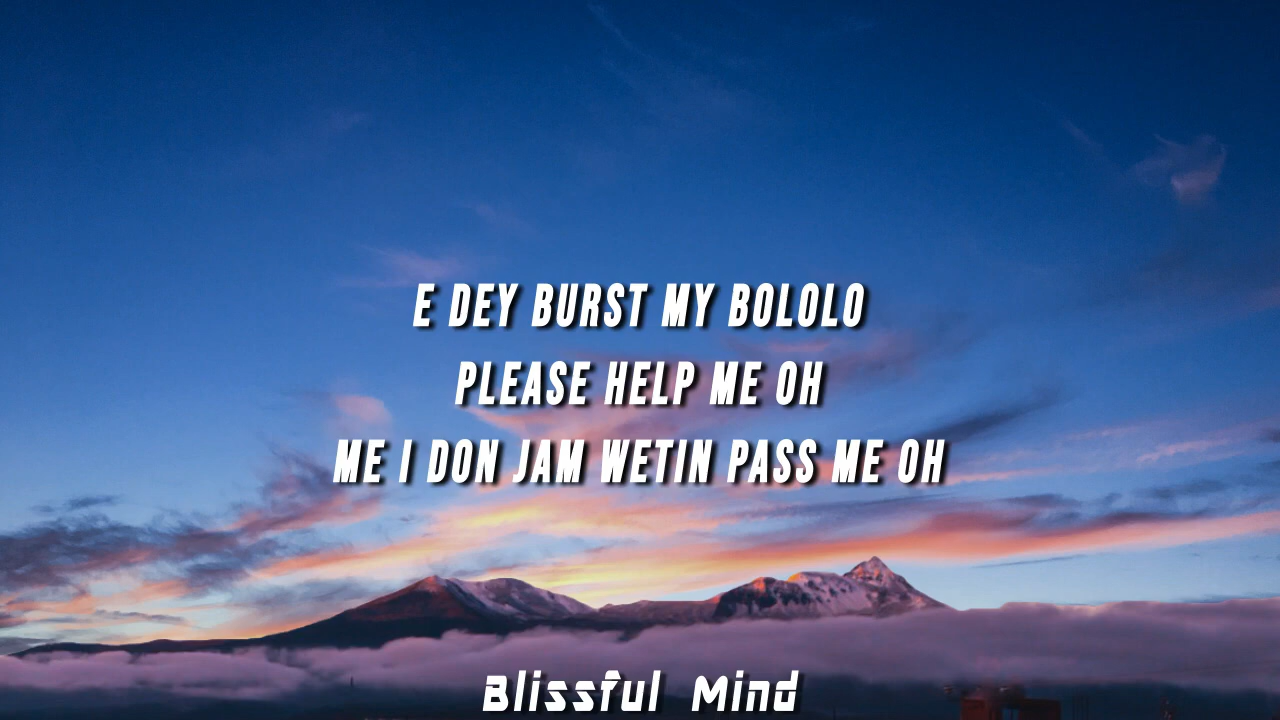 E DEY BURST MY BOLOLO
PLEASE HELP ME OH
ME I DON JAM WETIN PASS ME OH
Blissful Mind